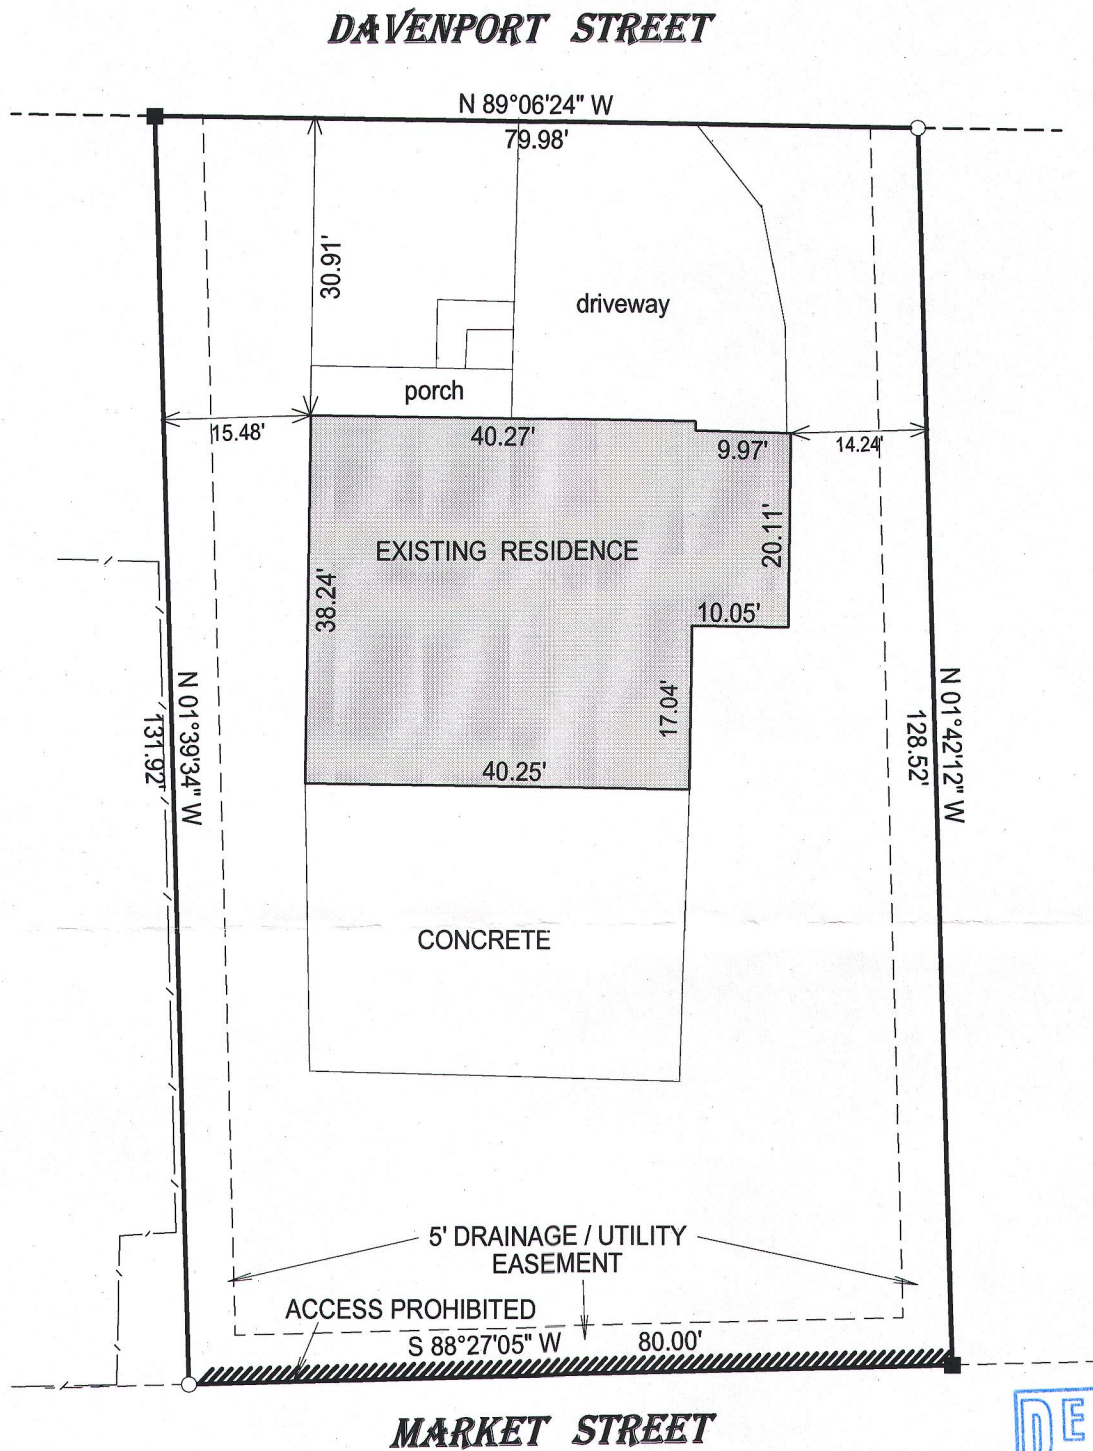 DAVENPORT STREET
N 89°06'24" W
79.98'
30.91'
driveway
porch
15.48'
40.27'
9.97'
14.24'
EXISTING RESIDENCE
20.11'
38.24'
10.05'
17.04'
40.25'
N 01°39'34" W
131.92'
N 01°42'12" W
128.52'
CONCRETE
5' DRAINAGE / UTILITY
EASEMENT
ACCESS PROHIBITED
S 88°27'05" W 80.00'
MARKET STREET
DE